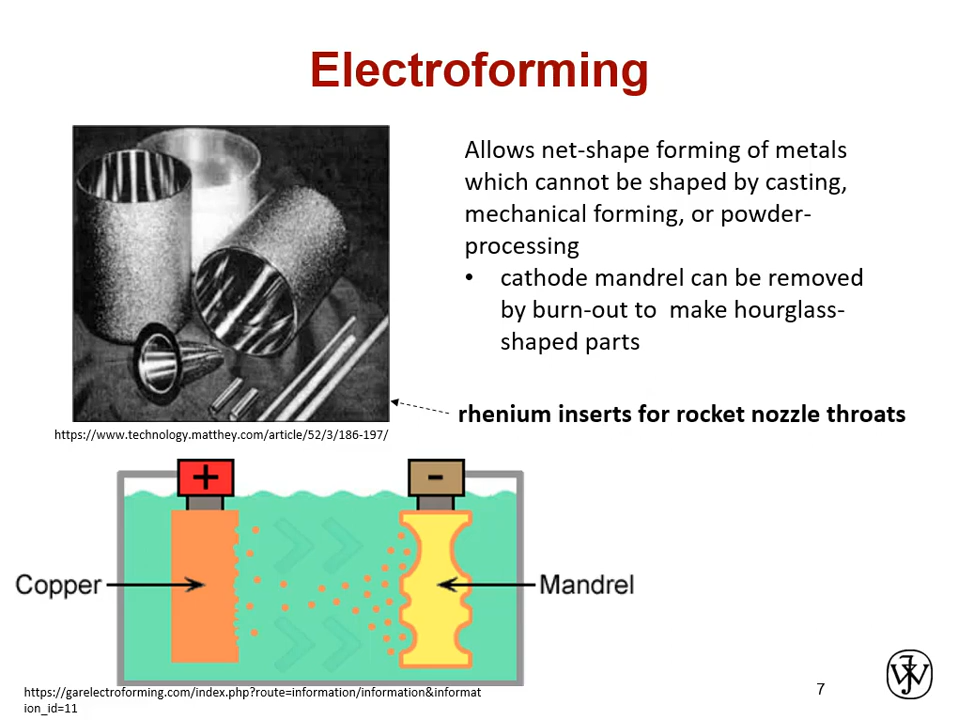 Electroforming
Allows net-shape forming of metals
which cannot be shaped by casting,
mechanical forming, or powder-
processing
• cathode mandrel can be removed
by burn-out to make hourglass-
shaped parts
rhenium inserts for rocket nozzle throats
https://www.technology.matthey.com/article/52/3/186-197/
+
-
Copper
Mandrel
https://garelectroforming.com/index.php?route=information/information&informat
ion_id=11
7